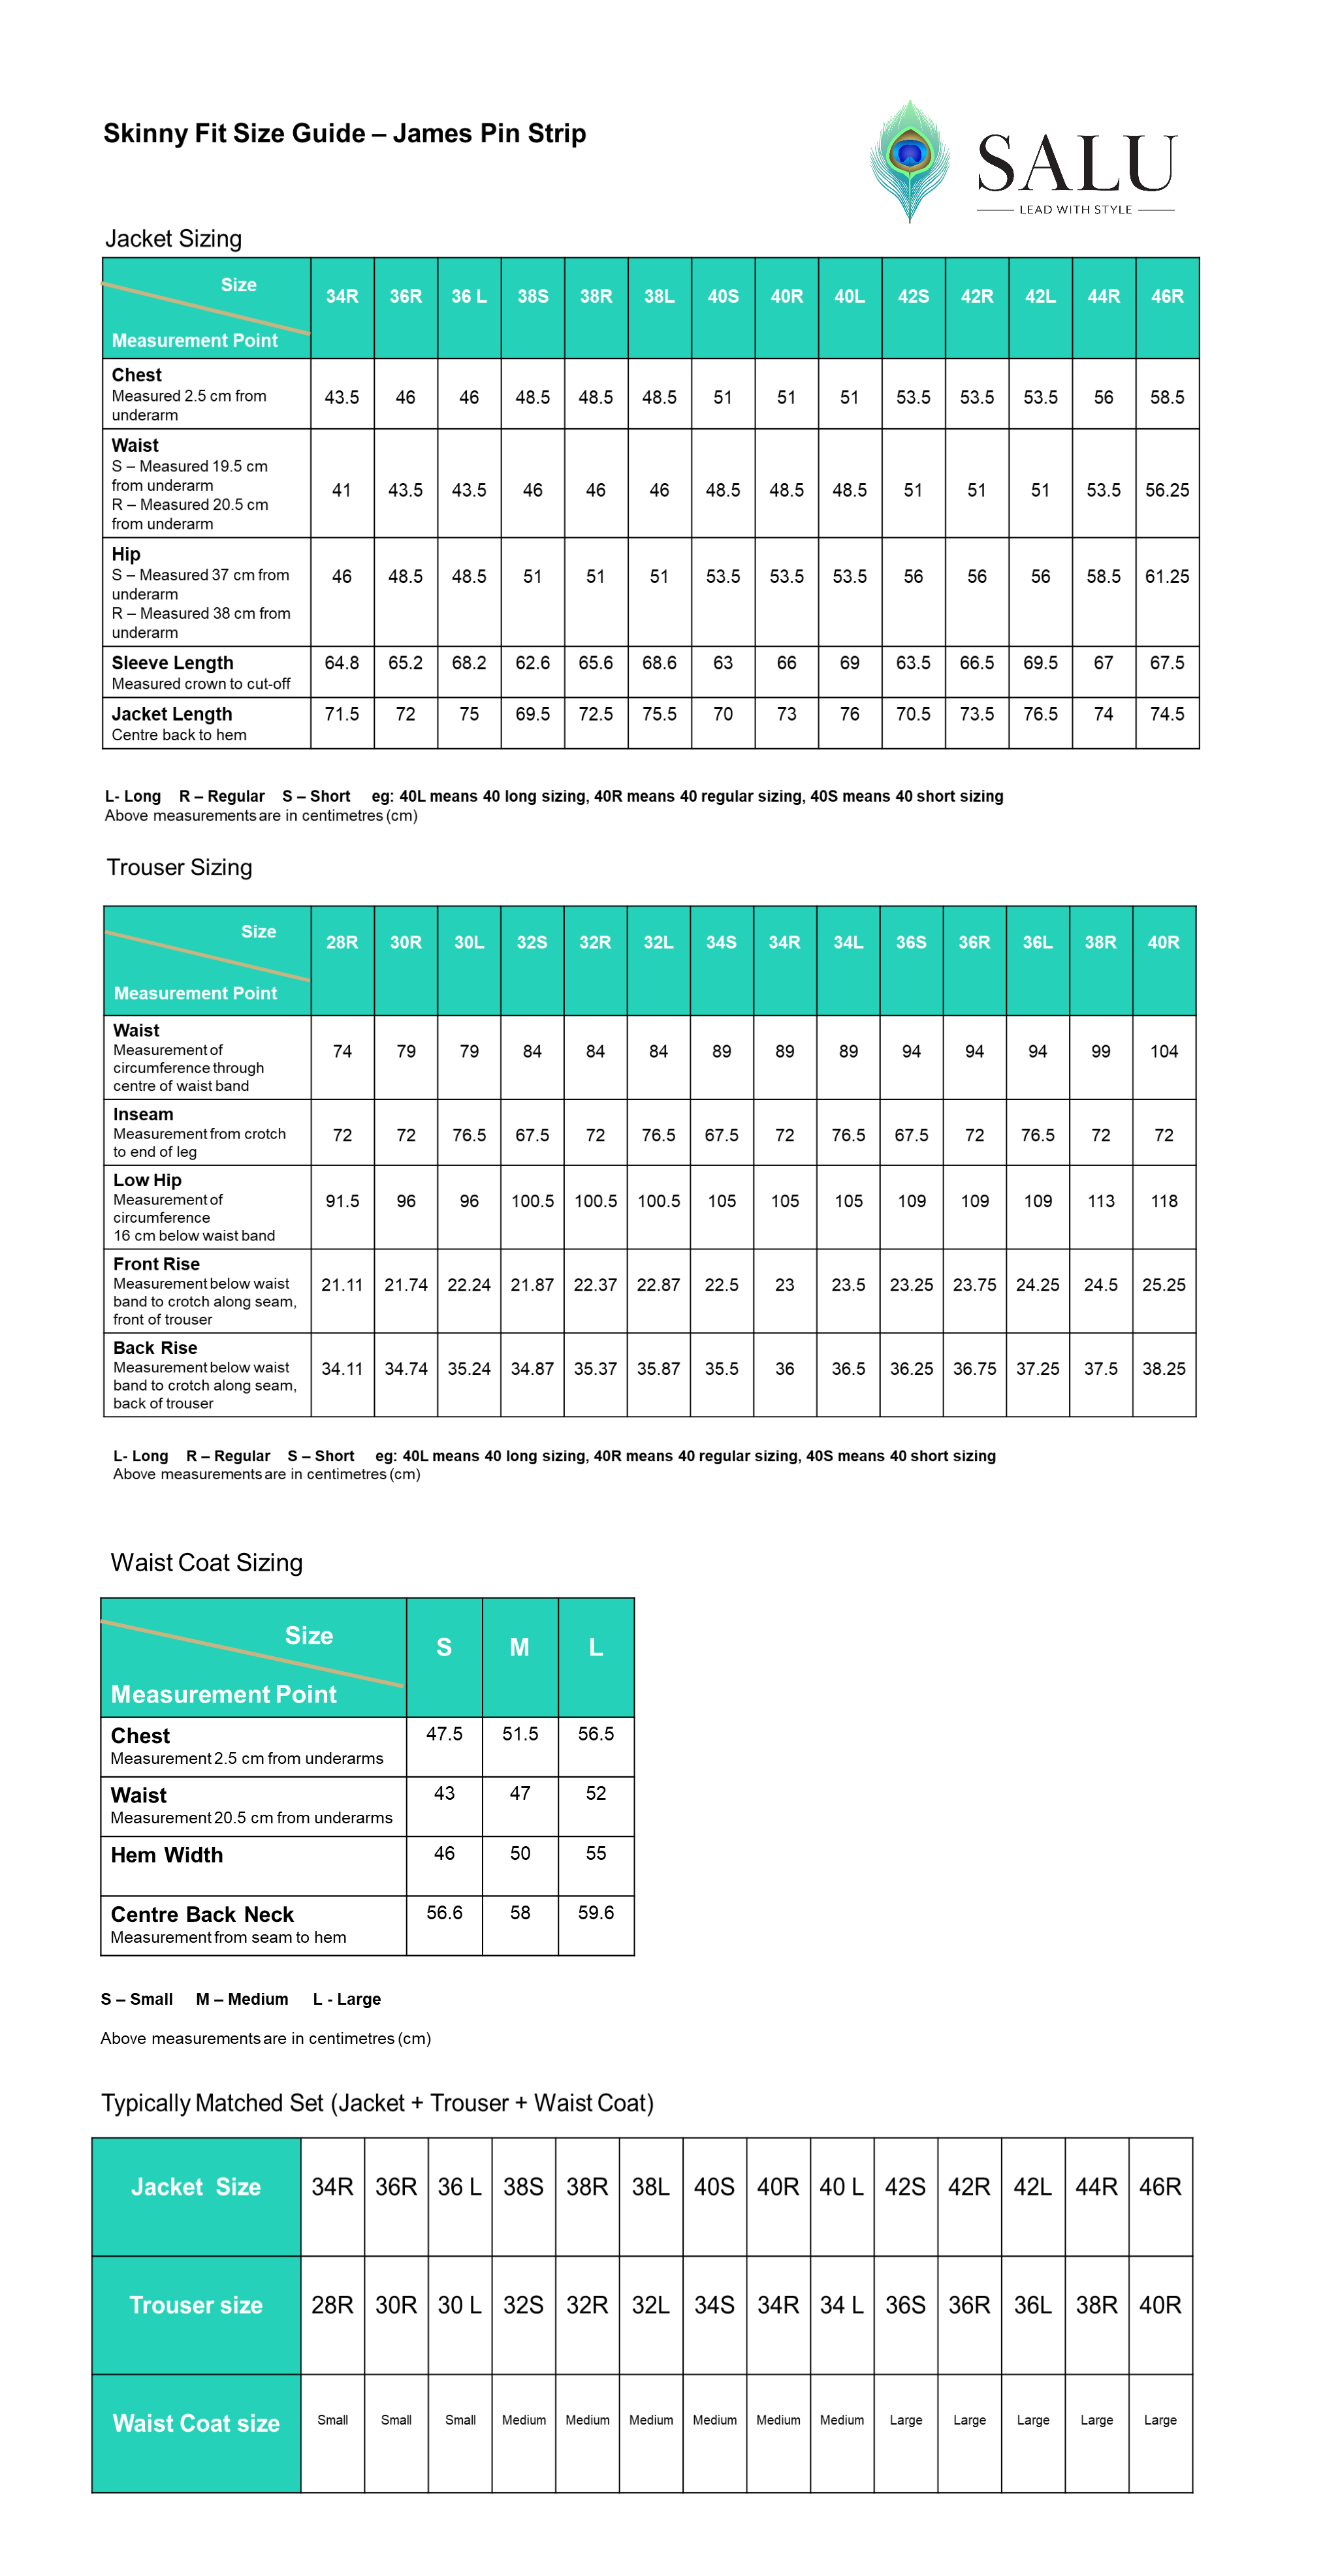 Skinny Fit Size Guide – James Pin Strip
SALU
LEAD WITH STYLE
Jacket Sizing
Size
Measurement Point
34R 36R 36 L 38S 38R 38L 40S 40R 40L 42S 42R 42L 44R 46R
Chest
Measured 2.5 cm from
underarm
43.5 46 46 48.5 48.5 48.5 51 51 51 53.5 53.5 53.5 56 58.5
Waist
S – Measured 19.5 cm
from underarm
R – Measured 20.5 cm
from underarm
41 43.5 43.5 46 46 46 48.5 48.5 48.5 51 51 51 53.5 56.25
Hip
S – Measured 37 cm from
underarm
R – Measured 38 cm from
underarm
46 48.5 48.5 51 51 51 53.5 53.5 53.5 56 56 56 58.5 61.25
Sleeve Length
Measured crown to cut-off
64.8 65.2 68.2 62.6 65.6 68.6 63 66 69 63.5 66.5 69.5 67 67.5
Jacket Length
Centre back to hem
71.5 72 75 69.5 72.5 75.5 70 73 76 70.5 73.5 76.5 74 74.5
L- Long R – Regular S – Short eg: 40L means 40 long sizing, 40R means 40 regular sizing, 40S means 40 short sizing
Above measurements are in centimetres (cm)
Trouser Sizing
Size
Measurement Point
28R 30R 30L 32S 32R 32L 34S 34R 34L 36S 36R 36L 38R 40R
Waist
Measurement of
circumference through
centre of waist band
74 79 79 84 84 84 89 89 89 94 94 94 99 104
Inseam
Measurement from crotch
to end of leg
72 72 76.5 67.5 72 76.5 67.5 72 76.5 67.5 72 76.5 72 72
Low Hip
Measurement of
circumference
16 cm below waist band
91.5 96 96 100.5 100.5 100.5 105 105 105 109 109 109 113 118
Front Rise
Measurement below waist
band to crotch along seam,
front of trouser
21.11 21.74 22.24 21.87 22.37 22.87 22.5 23 23.5 23.25 23.75 24.25 24.5 25.25
Back Rise
Measurement below waist
band to crotch along seam,
back of trouser
34.11 34.74 35.24 34.87 35.37 35.87 35.5 36 36.5 36.25 36.75 37.25 37.5 38.25
L- Long R – Regular S – Short eg: 40L means 40 long sizing, 40R means 40 regular sizing, 40S means 40 short sizing
Above measurements are in centimetres (cm)
Waist Coat Sizing
Size
Measurement Point
S M L
Chest
Measurement 2.5 cm from underarms
47.5 51.5 56.5
Waist
Measurement 20.5 cm from underarms
43 47 52
Hem Width
46 50 55
Centre Back Neck
Measurement from seam to hem
56.6 58 59.6
S – Small M – Medium L - Large
Above measurements are in centimetres (cm)
Typically Matched Set (Jacket + Trouser + Waist Coat)
Jacket Size 34R 36R 36 L 38S 38R 38L 40S 40R 40 L 42S 42R 42L 44R 46R
Trouser size 28R 30R 30 L 32S 32R 32L 34S 34R 34 L 36S 36R 36L 38R 40R
Waist Coat size Small Small Small Medium Medium Medium Medium Medium Medium Large Large Large Large Large